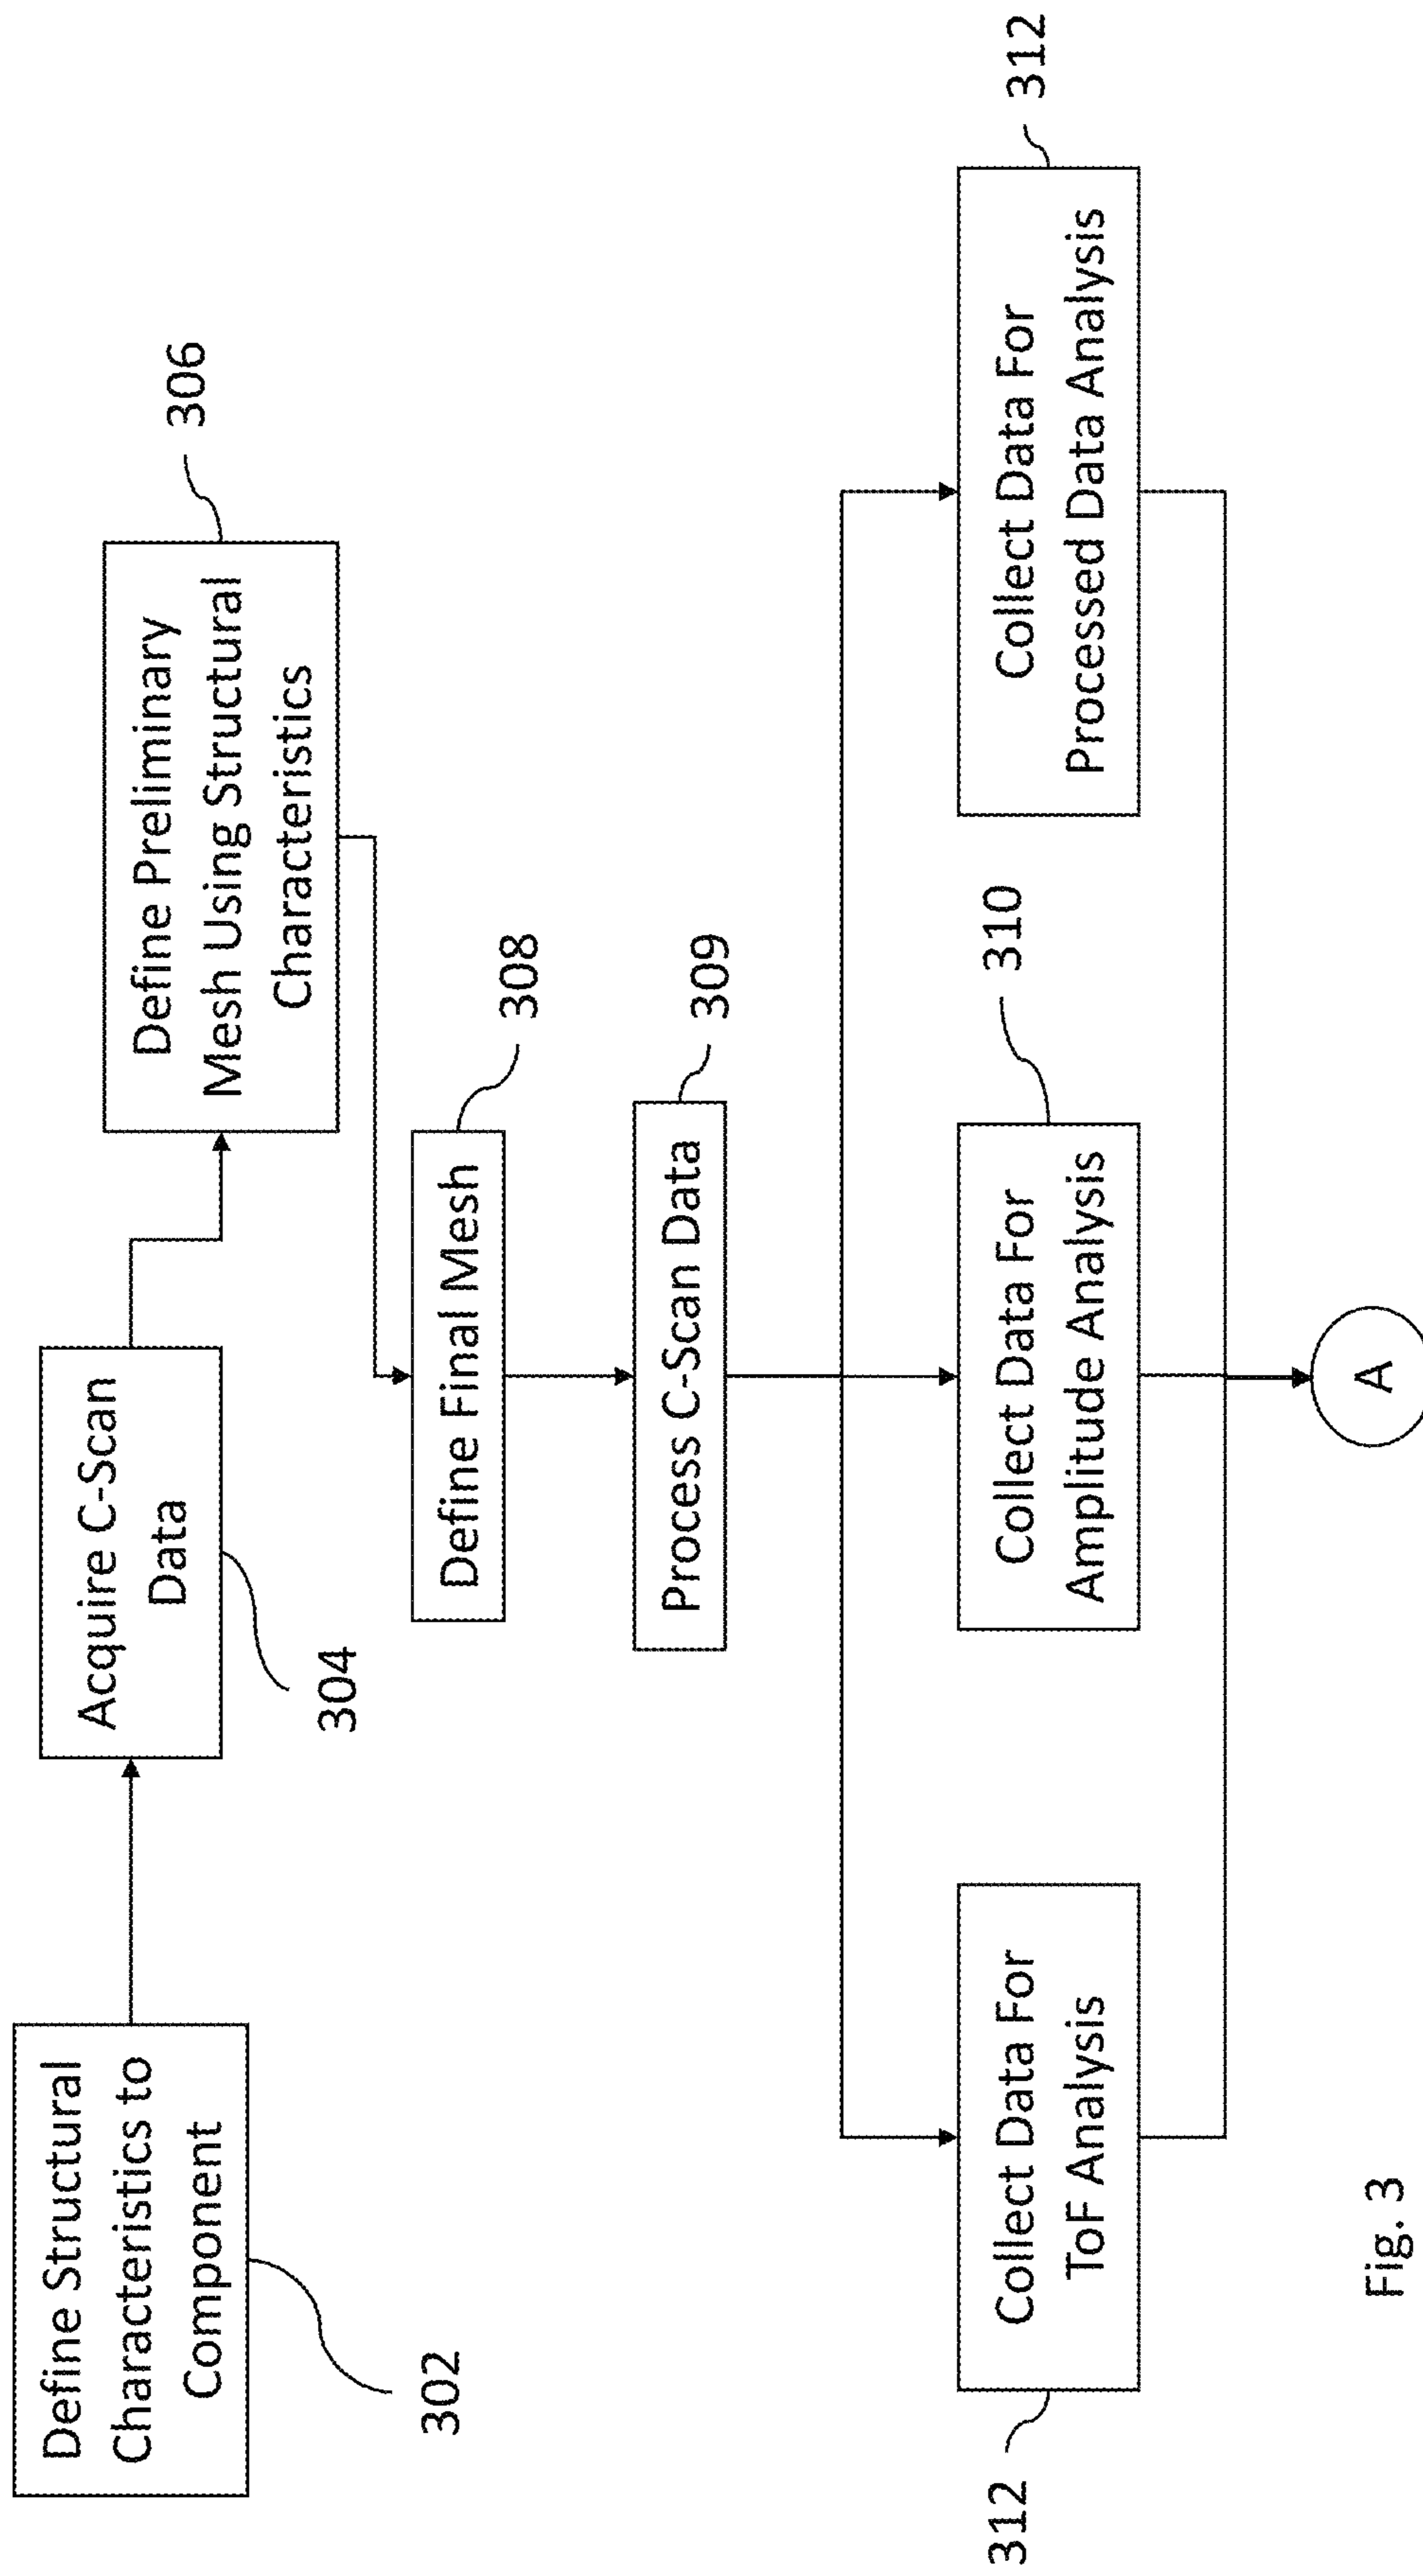 Define Structural
Characteristics to
Component
302
Acquire C-Scan
Data
304
Define Preliminary
Mesh Using Structural
Characteristics
306
Define Final Mesh
308
Process C-Scan Data
309
Collect Data For
ToF Analysis
312
Collect Data For
Amplitude Analysis
310
Collect Data For
Processed Data Analysis
312
A
Fig. 3